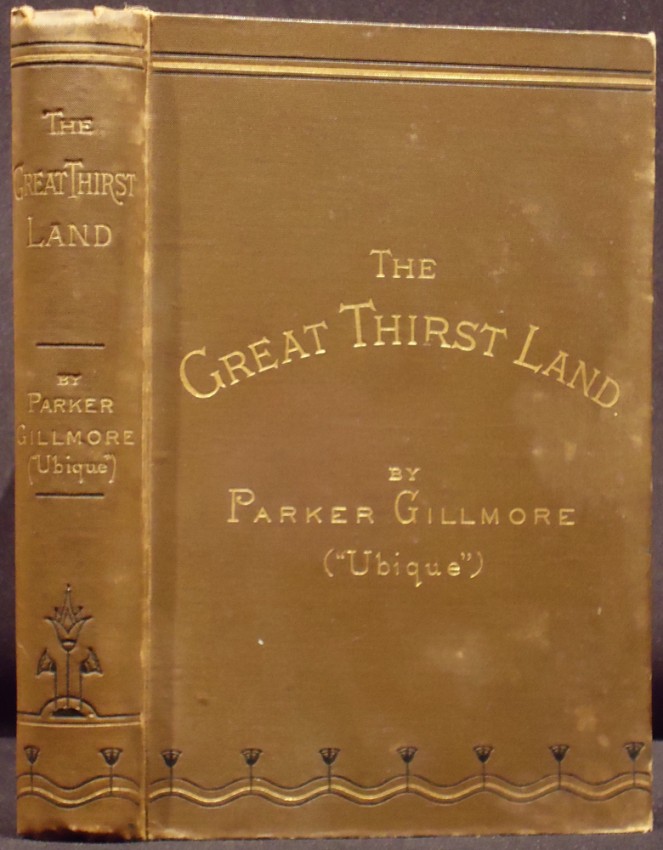 The
Great Thirst
Land
by
Parker
Gillmore
("Ubique")
The
Great Thirst Land.
by
Parker Gillmore
("Ubique")